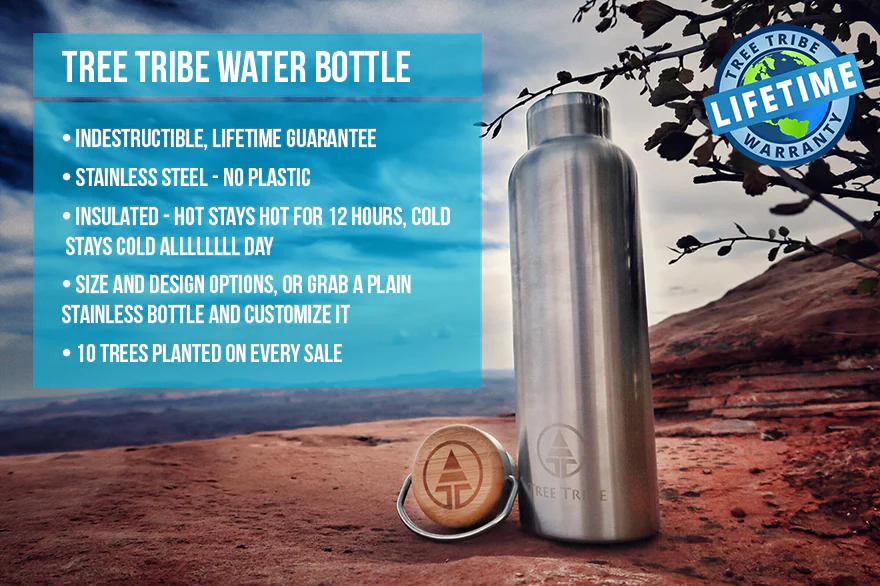 TREE TRIBE WATER BOTTLE
• INDESTRUCTIBLE, LIFETIME GUARANTEE
• STAINLESS STEEL - NO PLASTIC
• INSULATED - HOT STAYS HOT FOR 12 HOURS, COLD
STAYS COLD ALLLLLLLL DAY
• SIZE AND DESIGN OPTIONS, OR GRAB A PLAIN
STAINLESS BOTTLE AND CUSTOMIZE IT
• 10 TREES PLANTED ON EVERY SALE
TREE TRIBE
LIFETIME
WARRANTY
TREE TRIBE